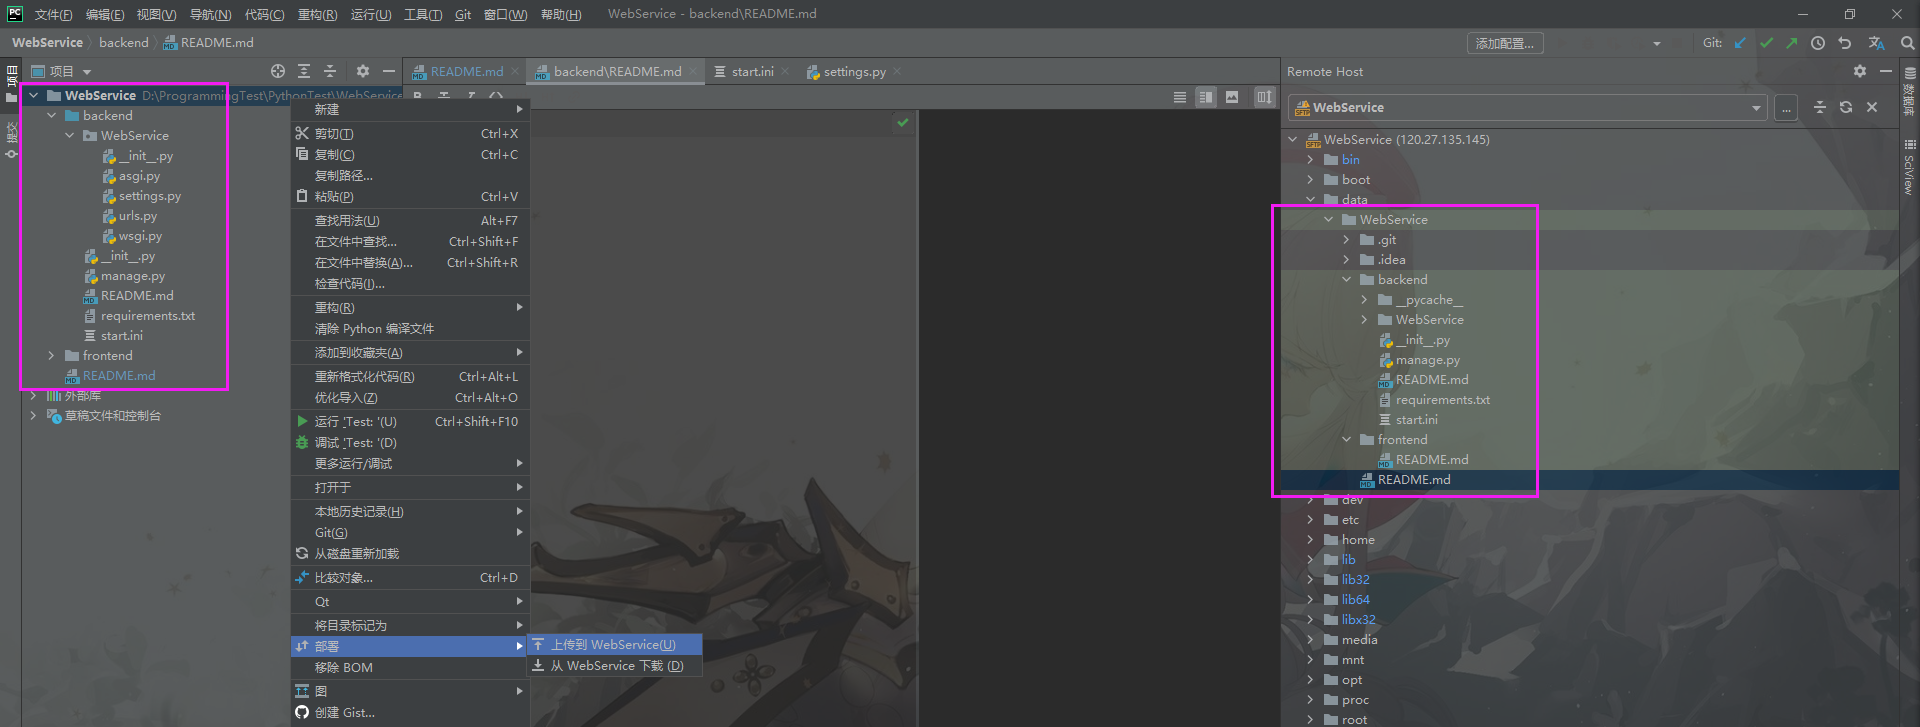 PC 文件(F) 编辑(E) 视图(V) 导航(N) 代码(C) 重构(R) 运行(U) 工具(T) Git 窗口(W) 帮助(H) WebService - backend\README.md
WebService backend README.md 添加配置... Git:
项目 README.md backend\README.md start.ini settings.py Remote Host
项目
提交
WebService D:\ProgrammingTest\PythonTest\WebService
backend
WebService
__init__.py
asgi.py
settings.py
urls.py
wsgi.py
__init__.py
manage.py
README.md
requirements.txt
start.ini
frontend
README.md
外部库
草稿文件和控制台
新建
剪切(T) Ctrl+X
复制(C) Ctrl+C
复制路径...
粘贴(P) Ctrl+V
查找用法(U) Alt+F7
在文件中查找... Ctrl+Shift+F
在文件中替换(A)... Ctrl+Shift+R
检查代码(I)...
重构(R)
清除 Python 编译文件
添加到收藏夹(A)
重新格式化代码(R) Ctrl+Alt+L
优化导入(Z) Ctrl+Alt+O
运行 'Test: '(U) Ctrl+Shift+F10
调试 'Test: '(D)
更多运行/调试
打开于
本地历史记录(H)
Git(G)
从磁盘重新加载
比较对象... Ctrl+D
Qt
将目录标记为
部署
移除 BOM
图
创建 Gist...
上传到 WebService(U)
从 WebService 下载 (D)
WebService ...
WebService (120.27.135.145)
SFTP
bin
boot
data
WebService
.git
.idea
backend
__pycache__
WebService
__init__.py
manage.py
README.md
requirements.txt
start.ini
frontend
README.md
README.md
dev
etc
home
lib
lib32
lib64
libx32
media
mnt
opt
proc
root
数据库
SciView